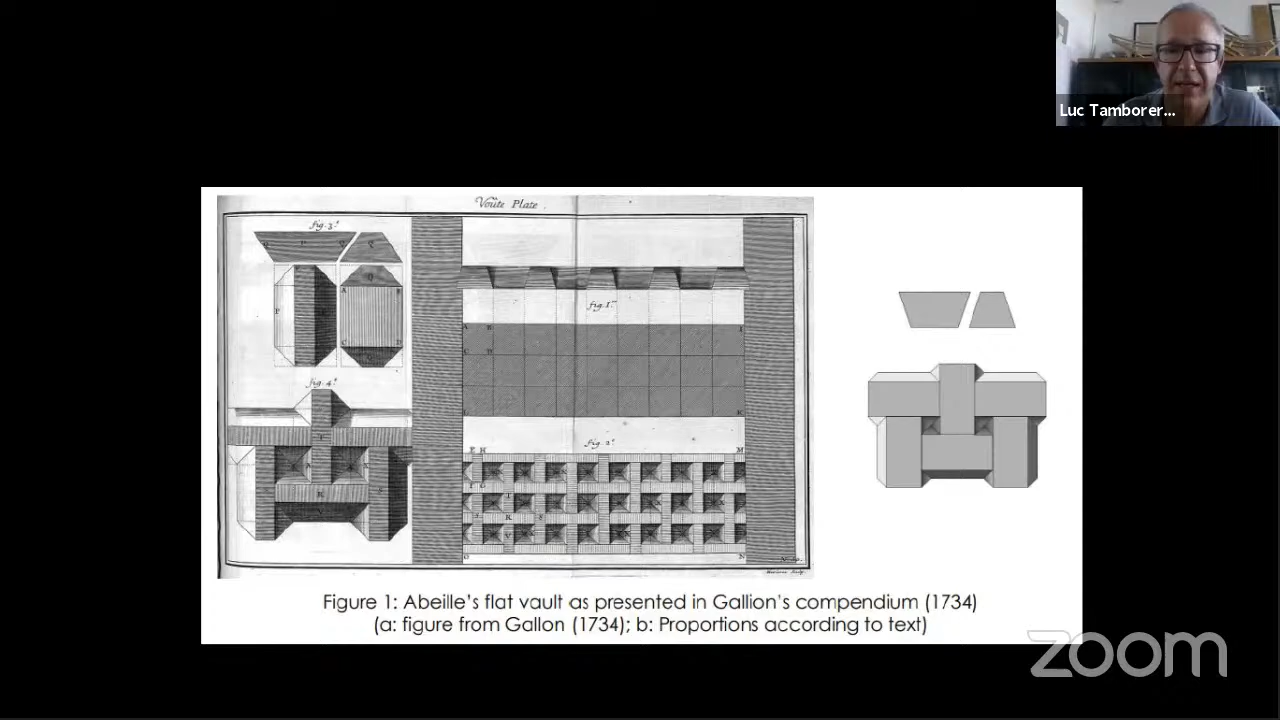 Luc Tamborer...
Voûte Plate.
fig. 3.
fig. 1.
fig. 4.
fig. 2.
Figure 1: Abeille's flat vault as presented in Gallion's compendium (1734)
(a: figure from Gallon (1734); b: Proportions according to text)
zoom